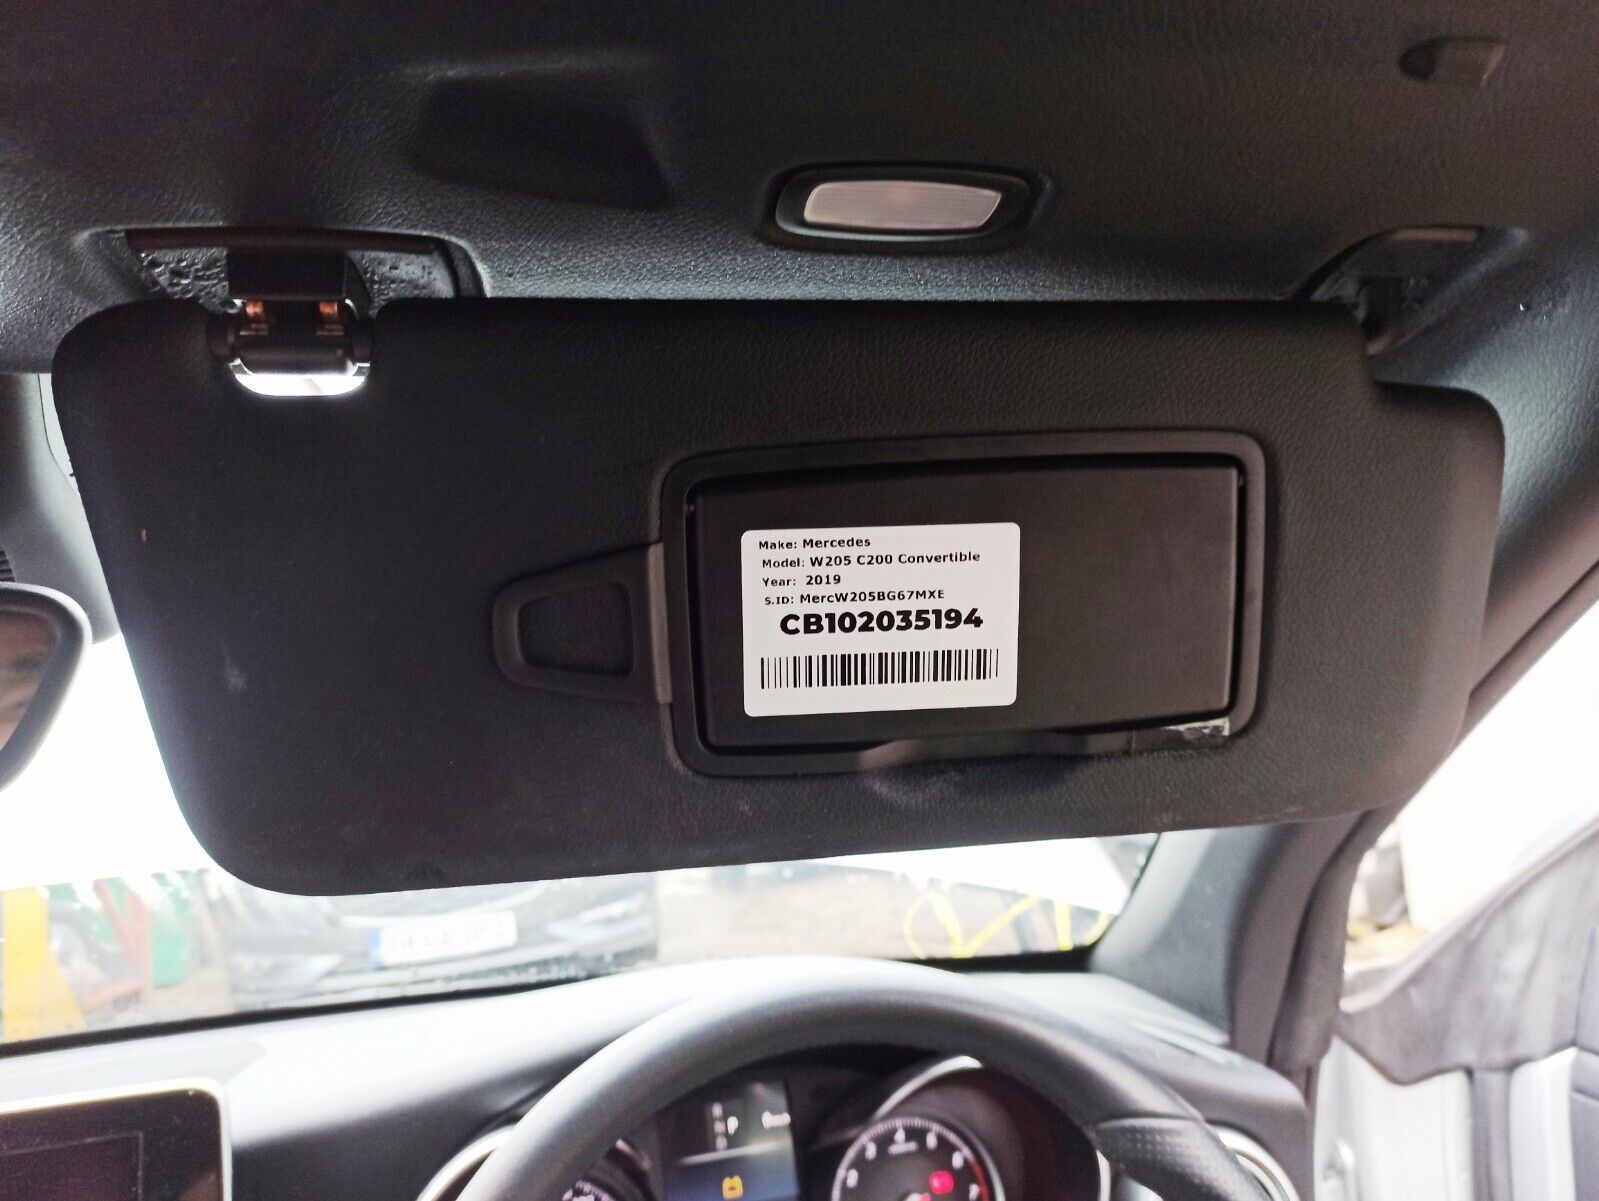 Make: Mercedes
Model: W205 C200 Convertible
Year: 2019
S.ID: MercW205BG67MXE
CB102035194
P